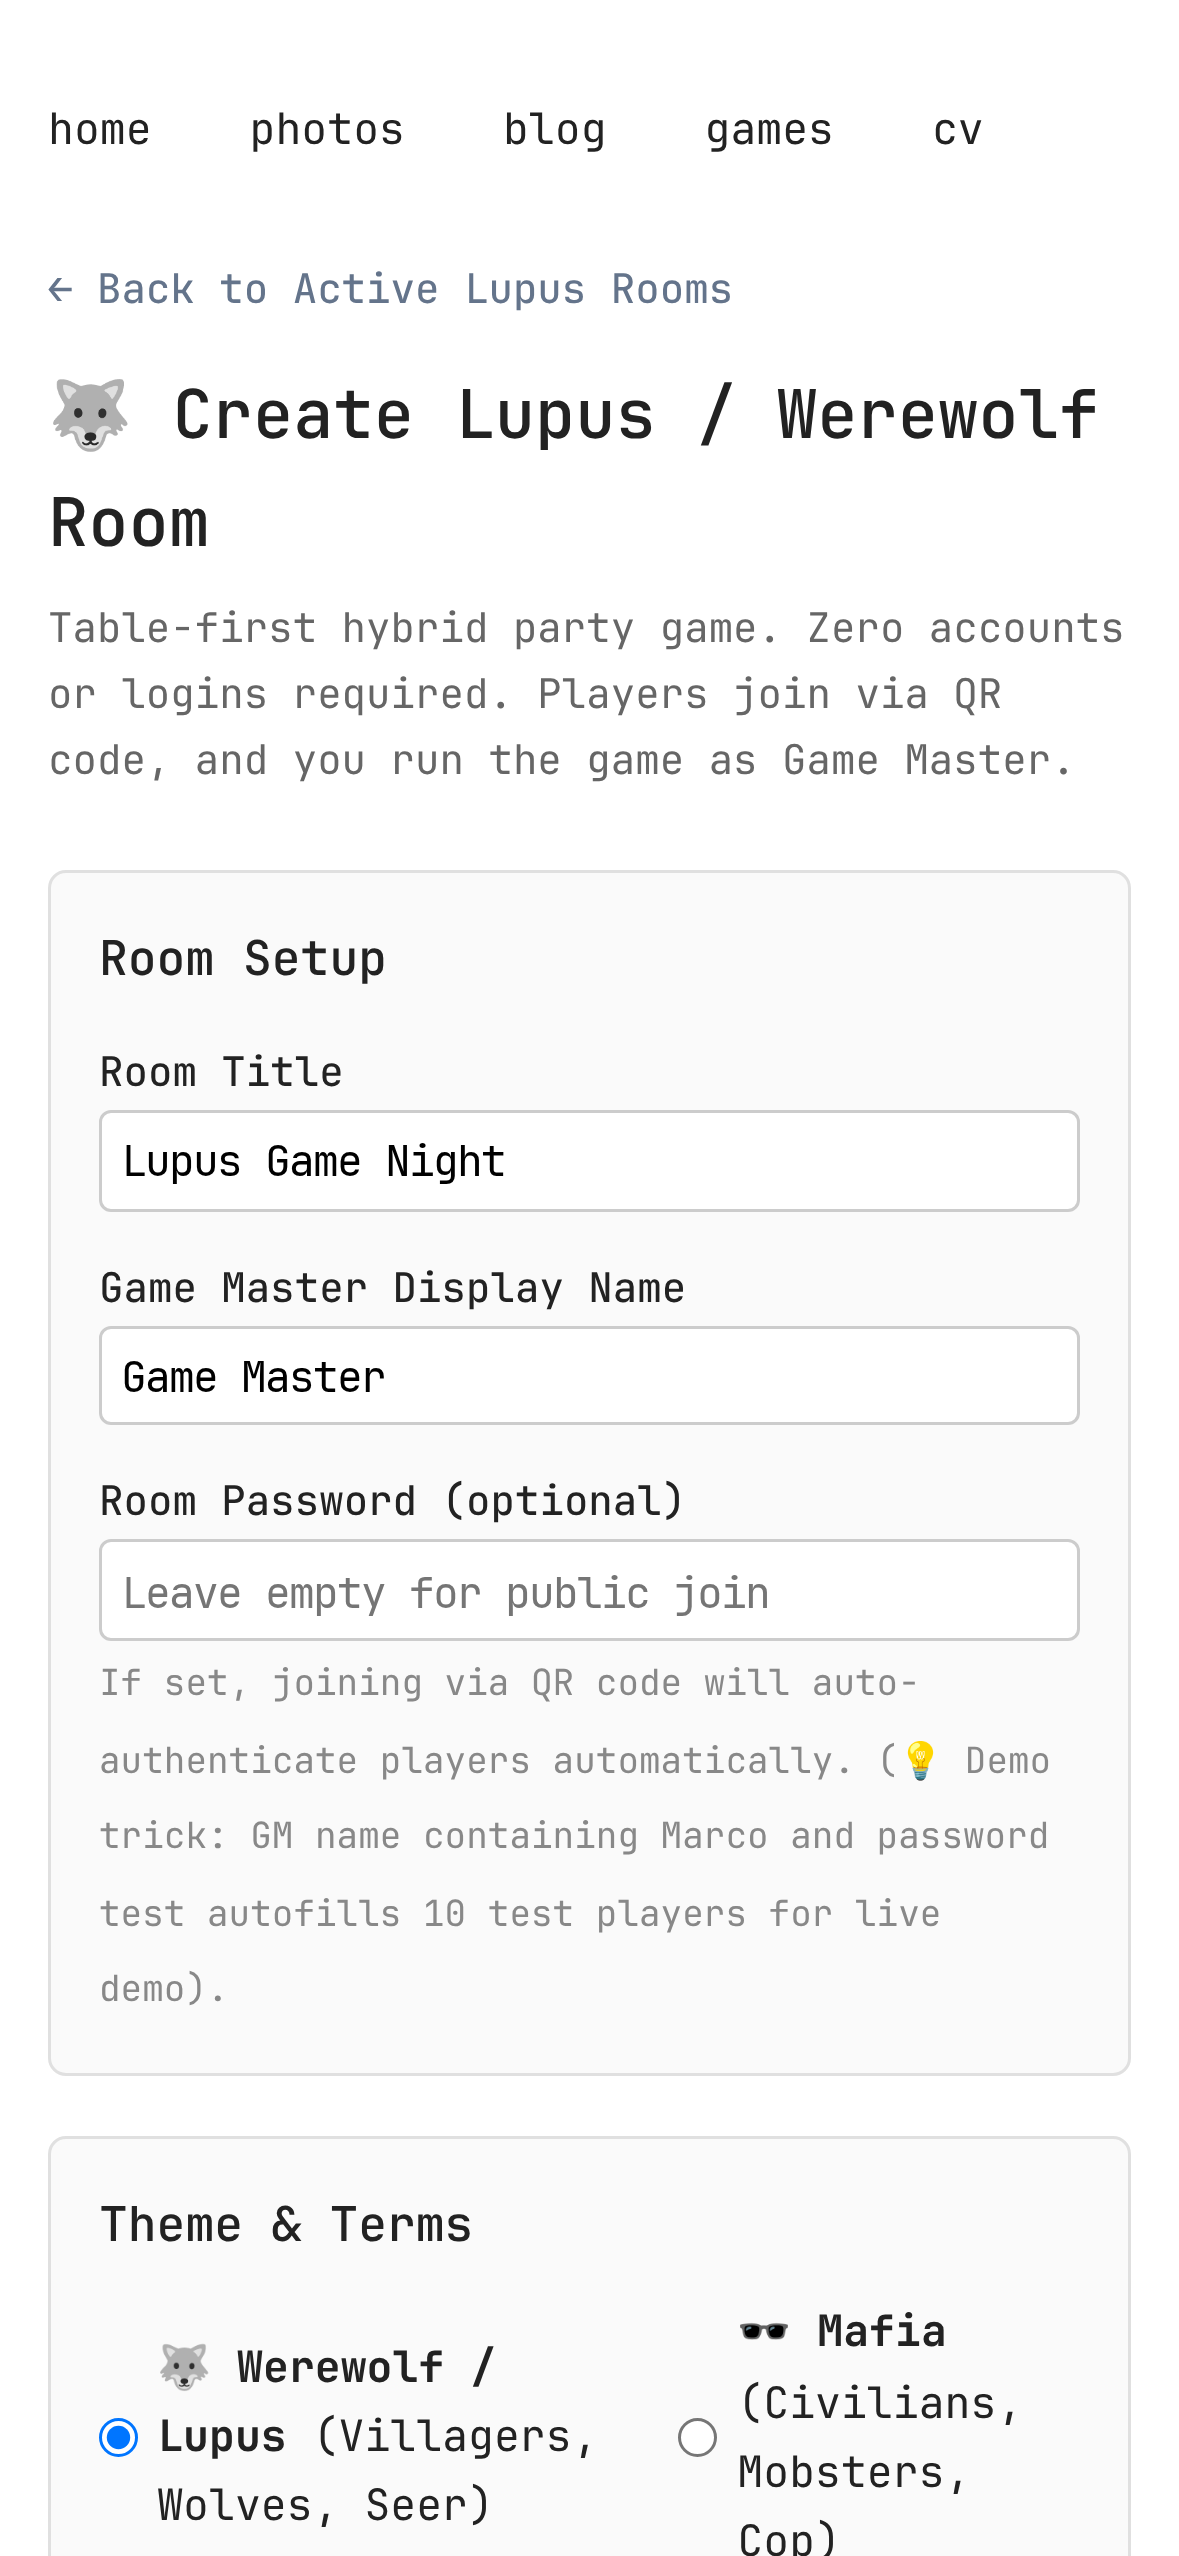 home photos blog games cv
← Back to Active Lupus Rooms
🐺 Create Lupus / Werewolf
Room
Table-first hybrid party game. Zero accounts
or logins required. Players join via QR
code, and you run the game as Game Master.
Room Setup
Room Title
Lupus Game Night
Game Master Display Name
Game Master
Room Password (optional)
Leave empty for public join
If set, joining via QR code will auto-
authenticate players automatically. (💡 Demo
trick: GM name containing Marco and password
test autofills 10 test players for live
demo).
Theme & Terms
🐺 Werewolf /
Lupus (Villagers,
Wolves, Seer)
🕶️ Mafia
(Civilians,
Mobsters,
Cop)